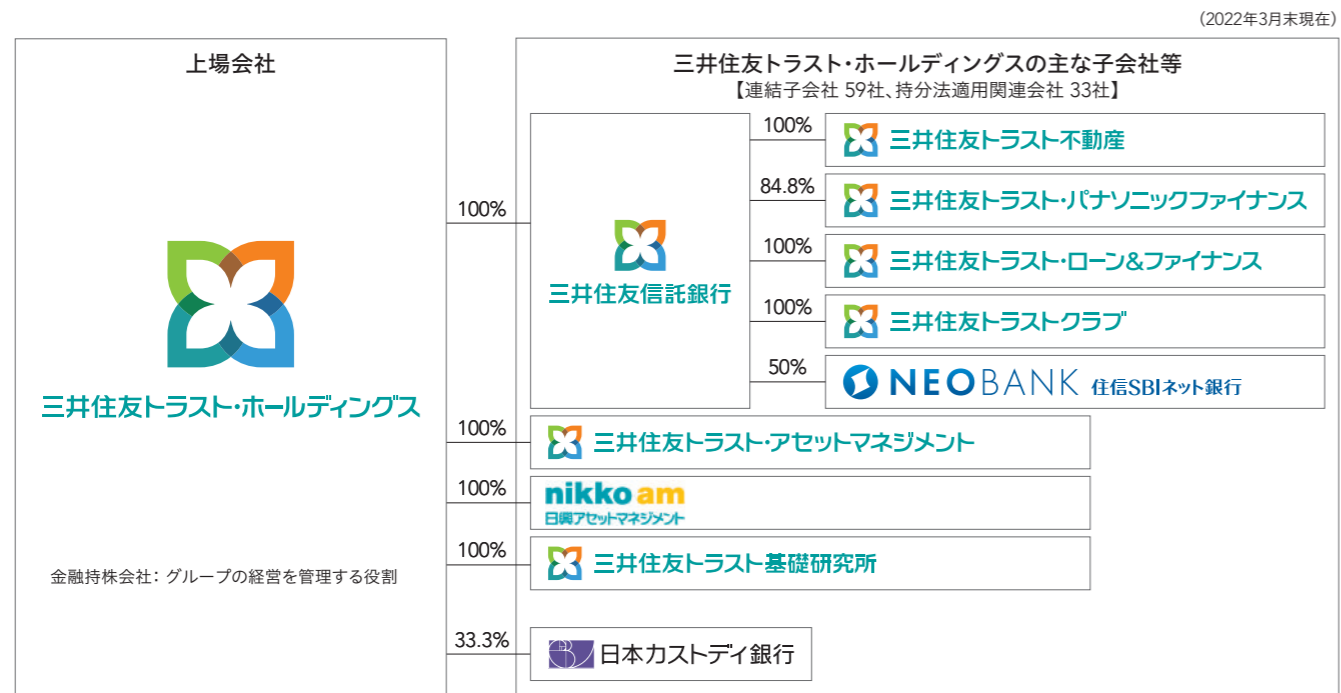 (2022年3月末現在)
上場会社
三井住友トラスト・ホールディングス
金融持株会社：グループの経営を管理する役割
三井住友トラスト・ホールディングスの主な子会社等
【連結子会社 59社、持分法適用関連会社 33社】
100%
三井住友信託銀行
100%
三井住友トラスト不動産
84.8%
三井住友トラスト・パナソニックファイナンス
100%
三井住友トラスト・ローン&ファイナンス
100%
三井住友トラストクラブ
50%
NEOBANK 住信SBIネット銀行
100%
三井住友トラスト・アセットマネジメント
100%
nikko am
日興アセットマネジメント
100%
三井住友トラスト基礎研究所
33.3%
日本カストディ銀行